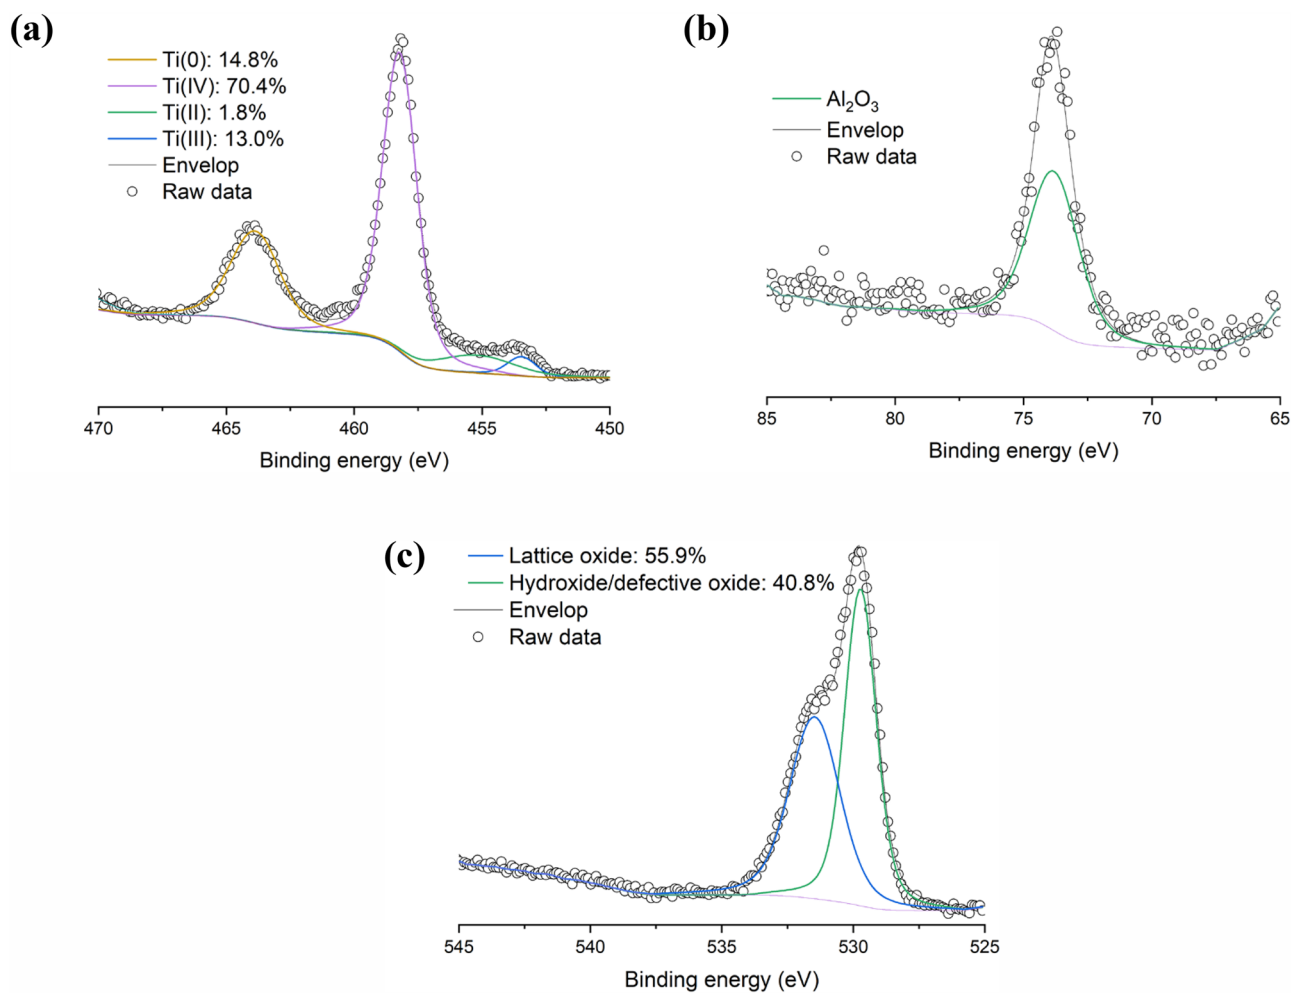 (a)
Ti(0): 14.8%
Ti(IV): 70.4%
Ti(II): 1.8%
Ti(III): 13.0%
Envelop
Raw data
470 465 460 455 450
Binding energy (eV)
(b)
Al₂O₃
Envelop
Raw data
85 80 75 70 65
Binding energy (eV)
(c)
Lattice oxide: 55.9%
Hydroxide/defective oxide: 40.8%
Envelop
Raw data
545 540 535 530 525
Binding energy (eV)